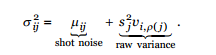 σ²ᵢⱼ = μᵢⱼ + s²ⱼvᵢ,ρ(ⱼ) .
shot noise raw variance